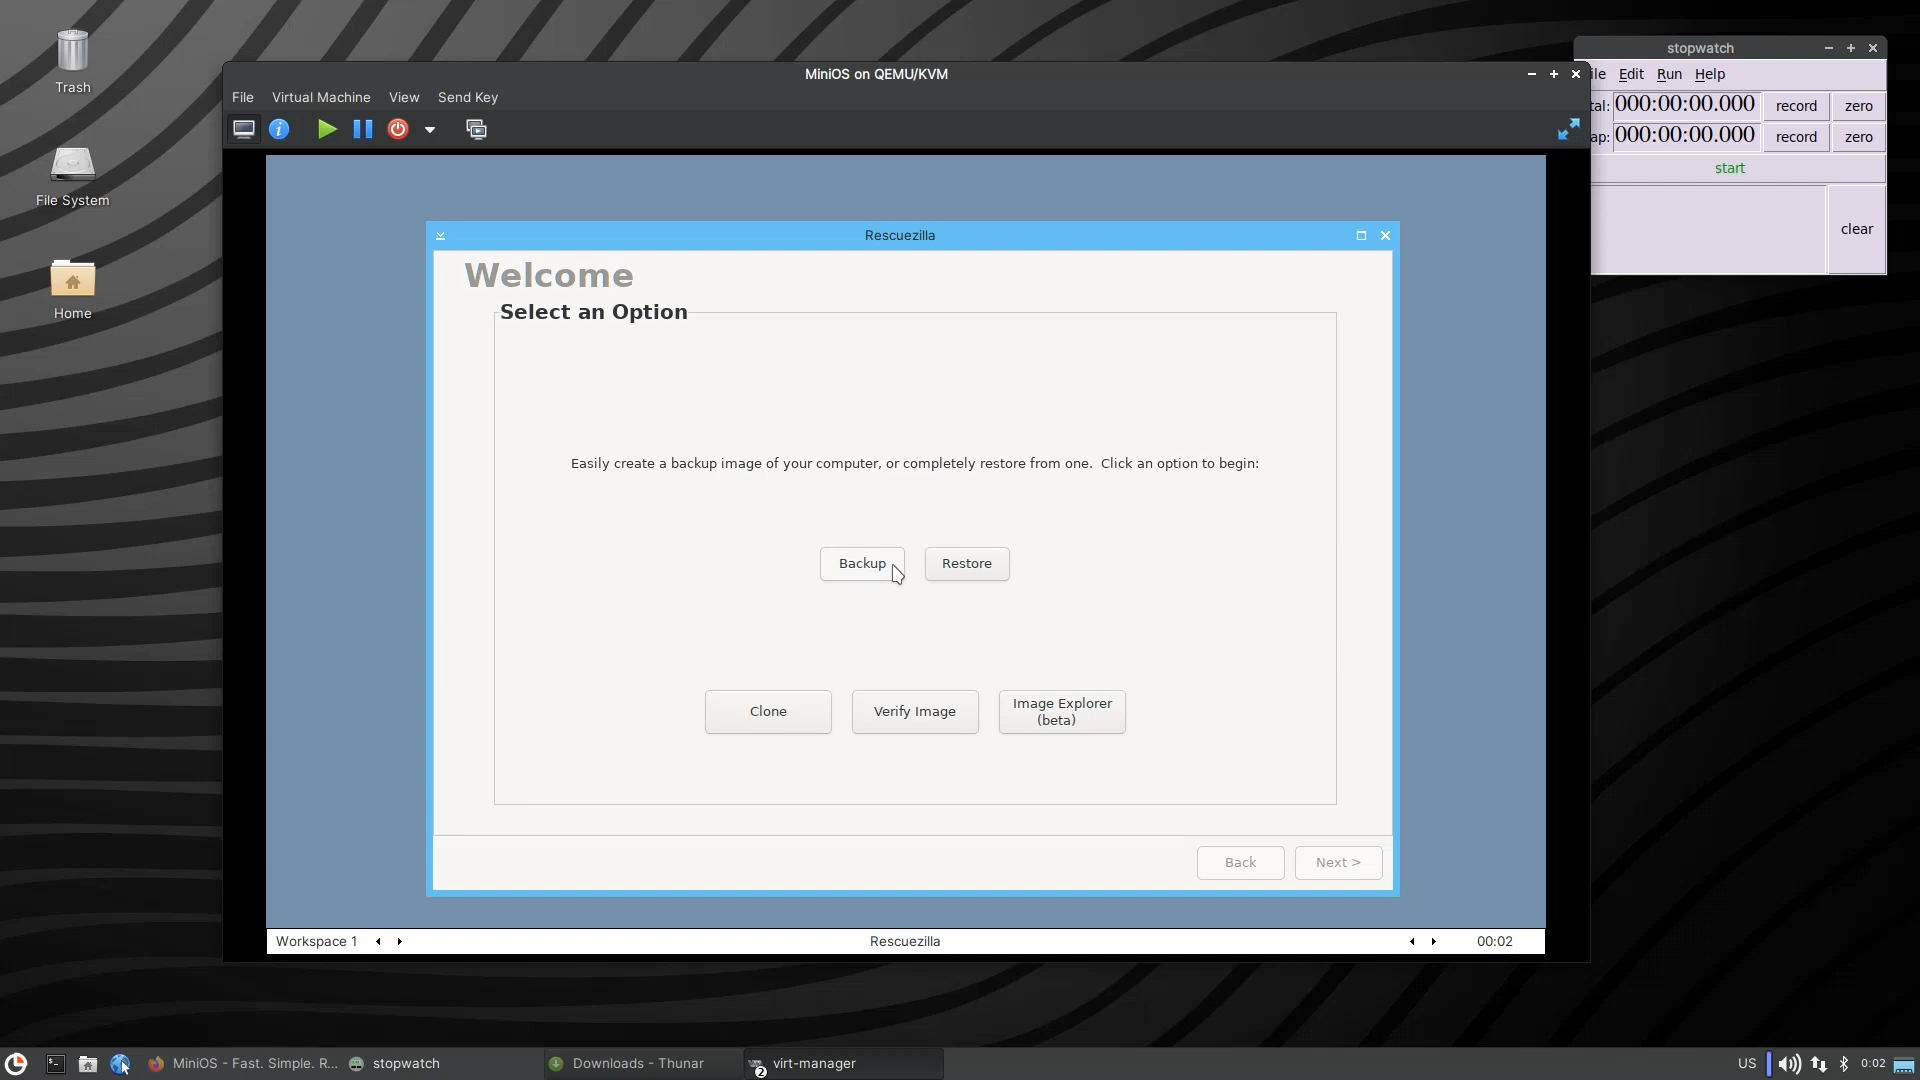 Trash
File System
Home
stopwatch
Edit Run Help
000:00:00.000 record zero
000:00:00.000 record zero
start
clear
MiniOS on QEMU/KVM
File Virtual Machine View Send Key
Rescuezilla
Welcome
Select an Option
Easily create a backup image of your computer, or completely restore from one. Click an option to begin:
Backup Restore
Clone Verify Image Image Explorer
(beta)
Back Next >
Workspace 1 Rescuezilla 00:02
MiniOS - Fast. Simple. R... stopwatch Downloads - Thunar 2 virt-manager US 0:02